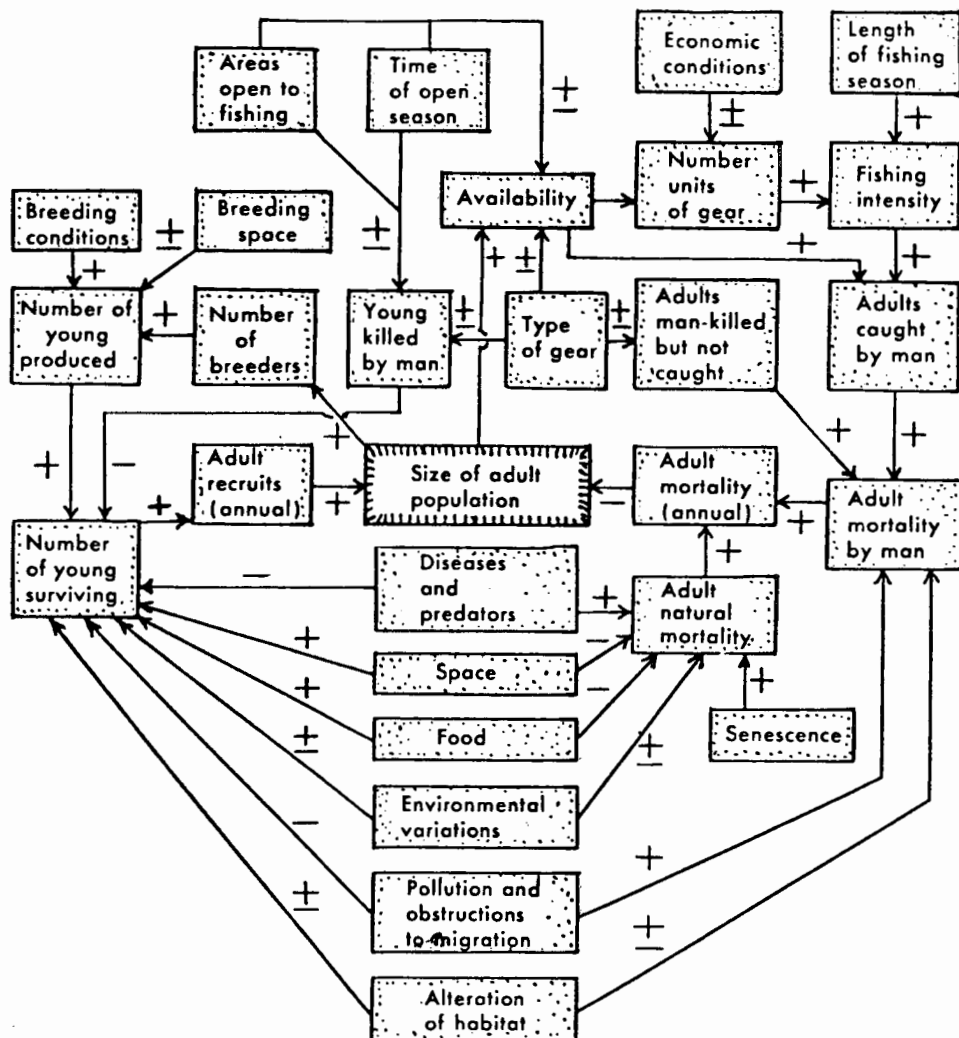 Areas
open to
fishing
Time
of open
season
Economic
conditions
Length
of fishing
season
±
±
+
Breeding
conditions
Breeding
space
Availability
Number
units
of gear
+
Fishing
intensity
±
±
+
+
±
+
+
Number of
young
produced
+
Number
of
breeders
Young
killed
by man
±
Type
of gear
±
Adults
man-killed
but not
caught
Adults
caught
by man
+
−
+
+
+
Adult
recruits
(annual)
+
Size of adult
population
−
Adult
mortality
(annual)
+
Adult
mortality
by man
+
Number
of young
surviving
−
Diseases
and
predators
+
+
Adult
natural
mortality
+
Space
−
+
Food
−
+
Senescence
±
Environmental
variations
±
−
Pollution and
obstructions
to migration
+
±
Alteration
of habitat
±